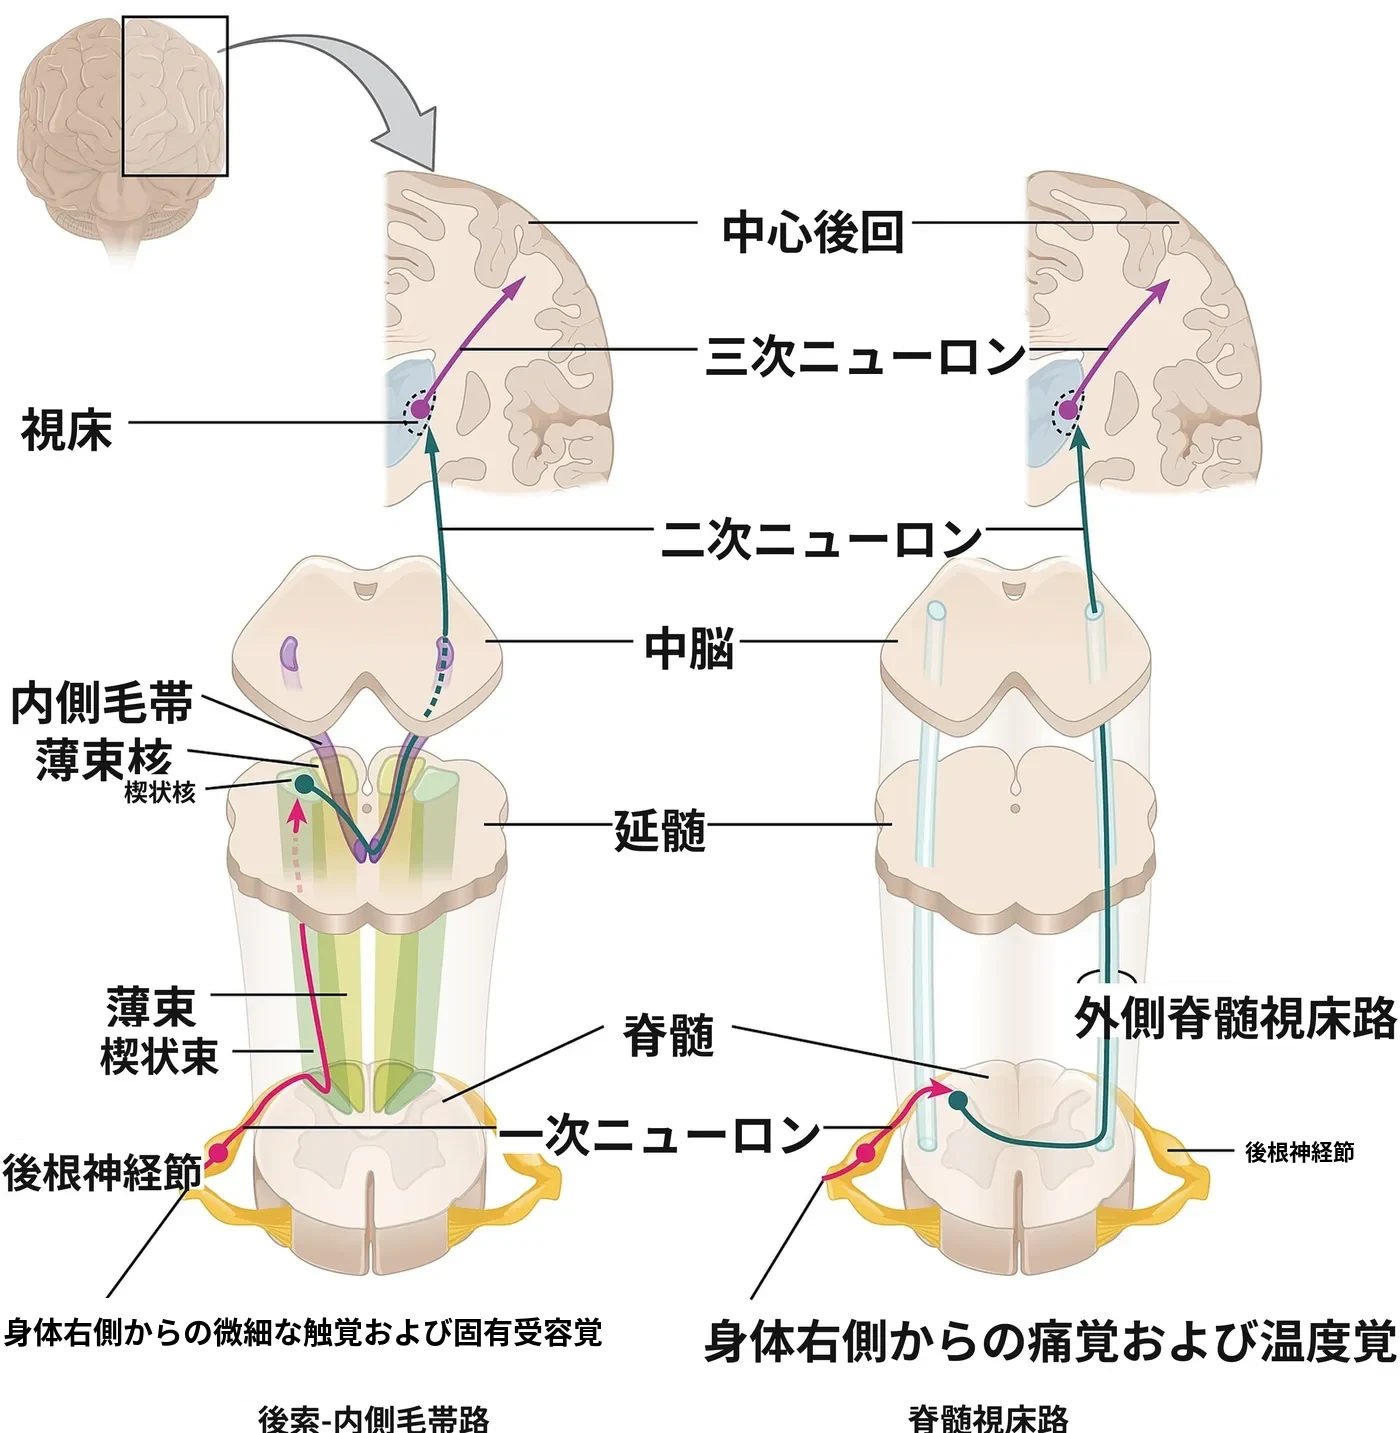 中心後回
三次ニューロン
視床
二次ニューロン
中脳
内側毛帯
薄束核
楔状核
延髄
薄束
楔状束
脊髄
外側脊髄視床路
一次ニューロン
後根神経節
後根神経節
身体右側からの微細な触覚および固有受容覚
身体右側からの痛覚および温度覚
後索-内側毛帯路
脊髄視床路